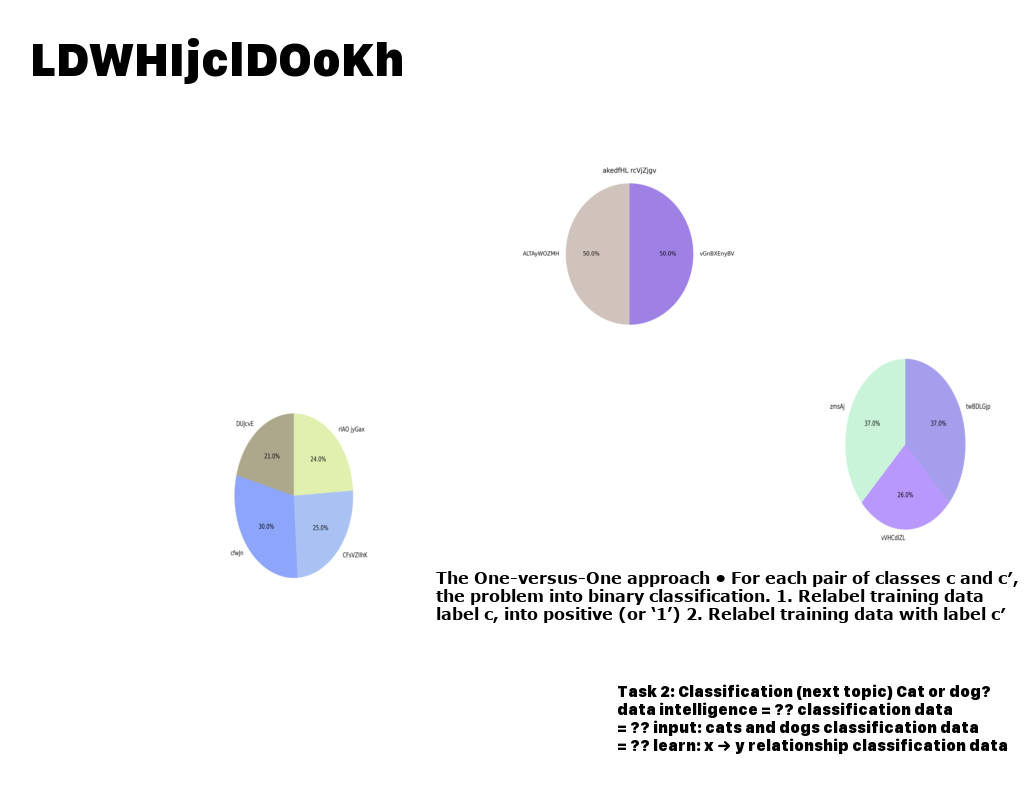 LDWHIjclDOoKh
akedfHL rcVjZjgv
ALTAyWOZMH
50.0%
50.0%
vGnBXEnyBV
zmsAj
twBDLGjp
37.0%
37.0%
26.0%
vVHCdlZL
DUJcvE
rlAO jyGax
21.0%
24.0%
30.0%
25.0%
cfwJn
CFsVZllhK
The One-versus-One approach • For each pair of classes c and c′,
the problem into binary classification. 1. Relabel training data
label c, into positive (or ‘1’) 2. Relabel training data with label c′
Task 2: Classification (next topic) Cat or dog?
data intelligence = ?? classification data
= ?? input: cats and dogs classification data
= ?? learn: x → y relationship classification data